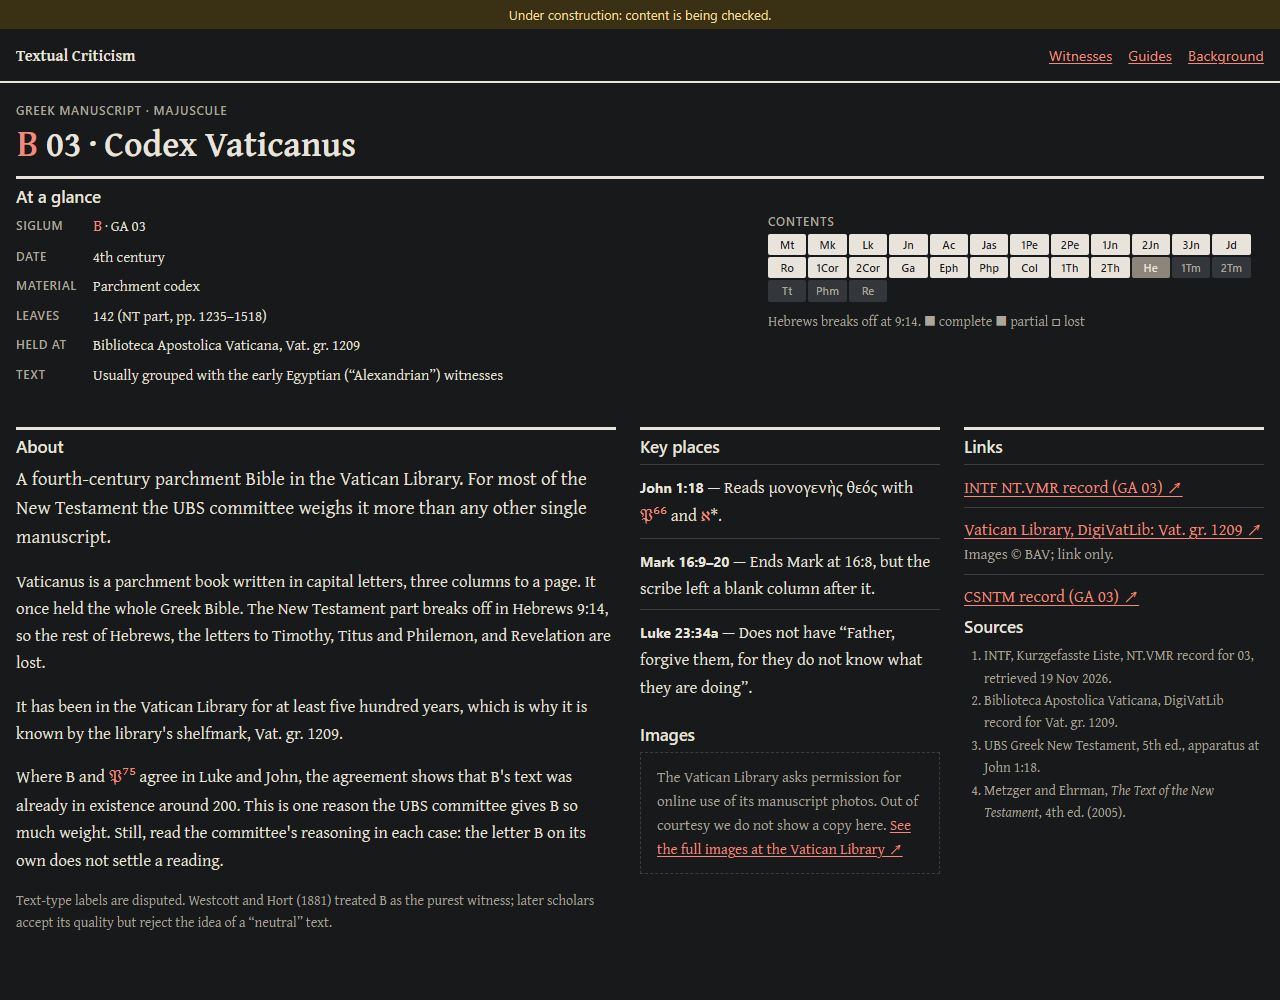 Under construction: content is being checked.
Textual Criticism
Witnesses Guides Background
GREEK MANUSCRIPT · MAJUSCULE
B 03 · Codex Vaticanus
At a glance
SIGLUM B · GA 03
DATE 4th century
MATERIAL Parchment codex
LEAVES 142 (NT part, pp. 1235–1518)
HELD AT Biblioteca Apostolica Vaticana, Vat. gr. 1209
TEXT Usually grouped with the early Egyptian (“Alexandrian”) witnesses
CONTENTS
Mt Mk Lk Jn Ac Jas 1Pe 2Pe 1Jn 2Jn 3Jn Jd
Ro 1Cor 2Cor Ga Eph Php Col 1Th 2Th He 1Tm 2Tm
Tt Phm Re
Hebrews breaks off at 9:14. ■ complete ■ partial □ lost
About
A fourth-century parchment Bible in the Vatican Library. For most of the
New Testament the UBS committee weighs it more than any other single
manuscript.
Vaticanus is a parchment book written in capital letters, three columns to a page. It
once held the whole Greek Bible. The New Testament part breaks off in Hebrews 9:14,
so the rest of Hebrews, the letters to Timothy, Titus and Philemon, and Revelation are
lost.
It has been in the Vatican Library for at least five hundred years, which is why it is
known by the library's shelfmark, Vat. gr. 1209.
Where B and 𝔓⁷⁵ agree in Luke and John, the agreement shows that B's text was
already in existence around 200. This is one reason the UBS committee gives B so
much weight. Still, read the committee's reasoning in each case: the letter B on its
own does not settle a reading.
Text-type labels are disputed. Westcott and Hort (1881) treated B as the purest witness; later scholars
accept its quality but reject the idea of a “neutral” text.
Key places
John 1:18 — Reads μονογενὴς θεός with
𝔓⁶⁶ and ℵ*.
Mark 16:9–20 — Ends Mark at 16:8, but the
scribe left a blank column after it.
Luke 23:34a — Does not have “Father,
forgive them, for they do not know what
they are doing”.
Images
The Vatican Library asks permission for
online use of its manuscript photos. Out of
courtesy we do not show a copy here. See
the full images at the Vatican Library ↗
Links
INTF NT.VMR record (GA 03) ↗
Vatican Library, DigiVatLib: Vat. gr. 1209 ↗
Images © BAV; link only.
CSNTM record (GA 03) ↗
Sources
1. INTF, Kurzgefasste Liste, NT.VMR record for 03,
retrieved 19 Nov 2026.
2. Biblioteca Apostolica Vaticana, DigiVatLib
record for Vat. gr. 1209.
3. UBS Greek New Testament, 5th ed., apparatus at
John 1:18.
4. Metzger and Ehrman, The Text of the New
Testament, 4th ed. (2005).